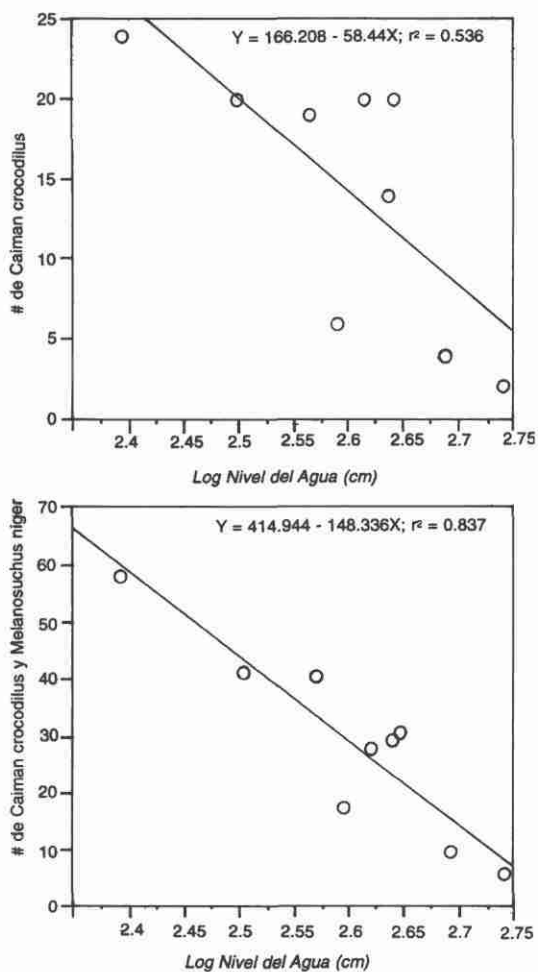 Y = 166.208 - 58.44X; r² = 0.536
# de Caiman crocodilus
25
20
15
10
5
0
2.4 2.45 2.5 2.55 2.6 2.65 2.7 2.75
Log Nivel del Agua (cm)
Y = 414.944 - 148.336X; r² = 0.837
# de Caiman crocodilus y Melanosuchus niger
70
60
50
40
30
20
10
0
2.4 2.45 2.5 2.55 2.6 2.65 2.7 2.75
Log Nivel del Agua (cm)